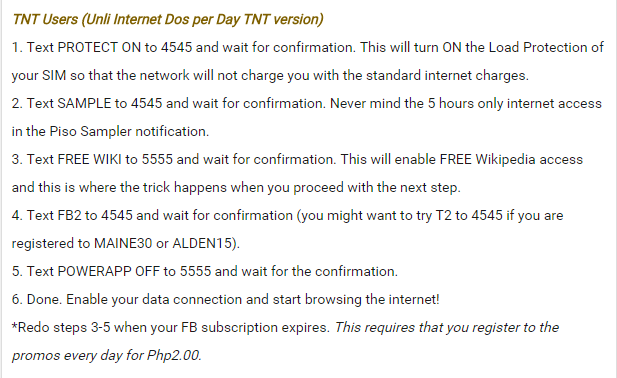 TNT Users (Unli Internet Dos per Day TNT version)
1. Text PROTECT ON to 4545 and wait for confirmation. This will turn ON the Load Protection of
your SIM so that the network will not charge you with the standard internet charges.
2. Text SAMPLE to 4545 and wait for confirmation. Never mind the 5 hours only internet access
in the Piso Sampler notification.
3. Text FREE WIKI to 5555 and wait for confirmation. This will enable FREE Wikipedia access
and this is where the trick happens when you proceed with the next step.
4. Text FB2 to 4545 and wait for confirmation (you might want to try T2 to 4545 if you are
registered to MAINE30 or ALDEN15).
5. Text POWERAPP OFF to 5555 and wait for the confirmation.
6. Done. Enable your data connection and start browsing the internet!
*Redo steps 3-5 when your FB subscription expires. This requires that you register to the
promos every day for Php2.00.